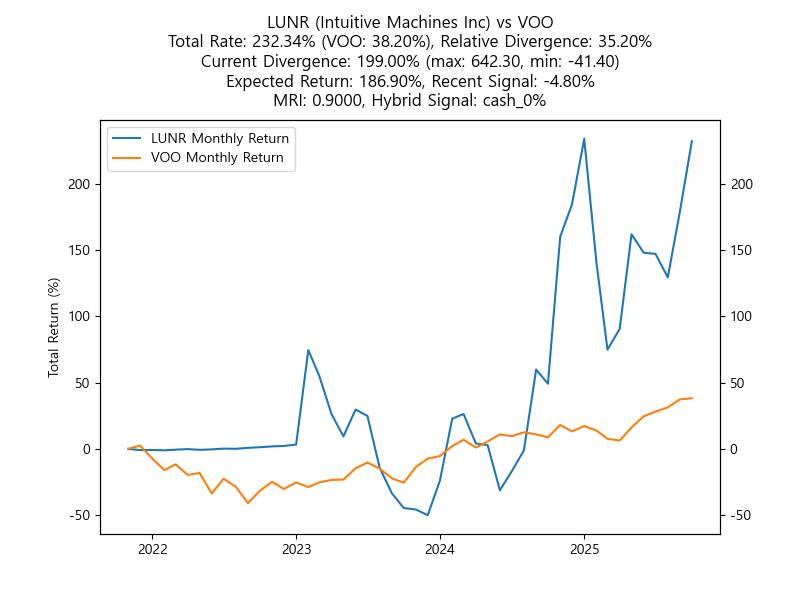 LUNR (Intuitive Machines Inc) vs VOO
Total Rate: 232.34% (VOO: 38.20%), Relative Divergence: 35.20%
Current Divergence: 199.00% (max: 642.30, min: -41.40)
Expected Return: 186.90%, Recent Signal: -4.80%
MRI: 0.9000, Hybrid Signal: cash_0%
LUNR Monthly Return
VOO Monthly Return
Total Return (%)
200
150
100
50
0
-50
200
150
100
50
0
-50
2022
2023
2024
2025